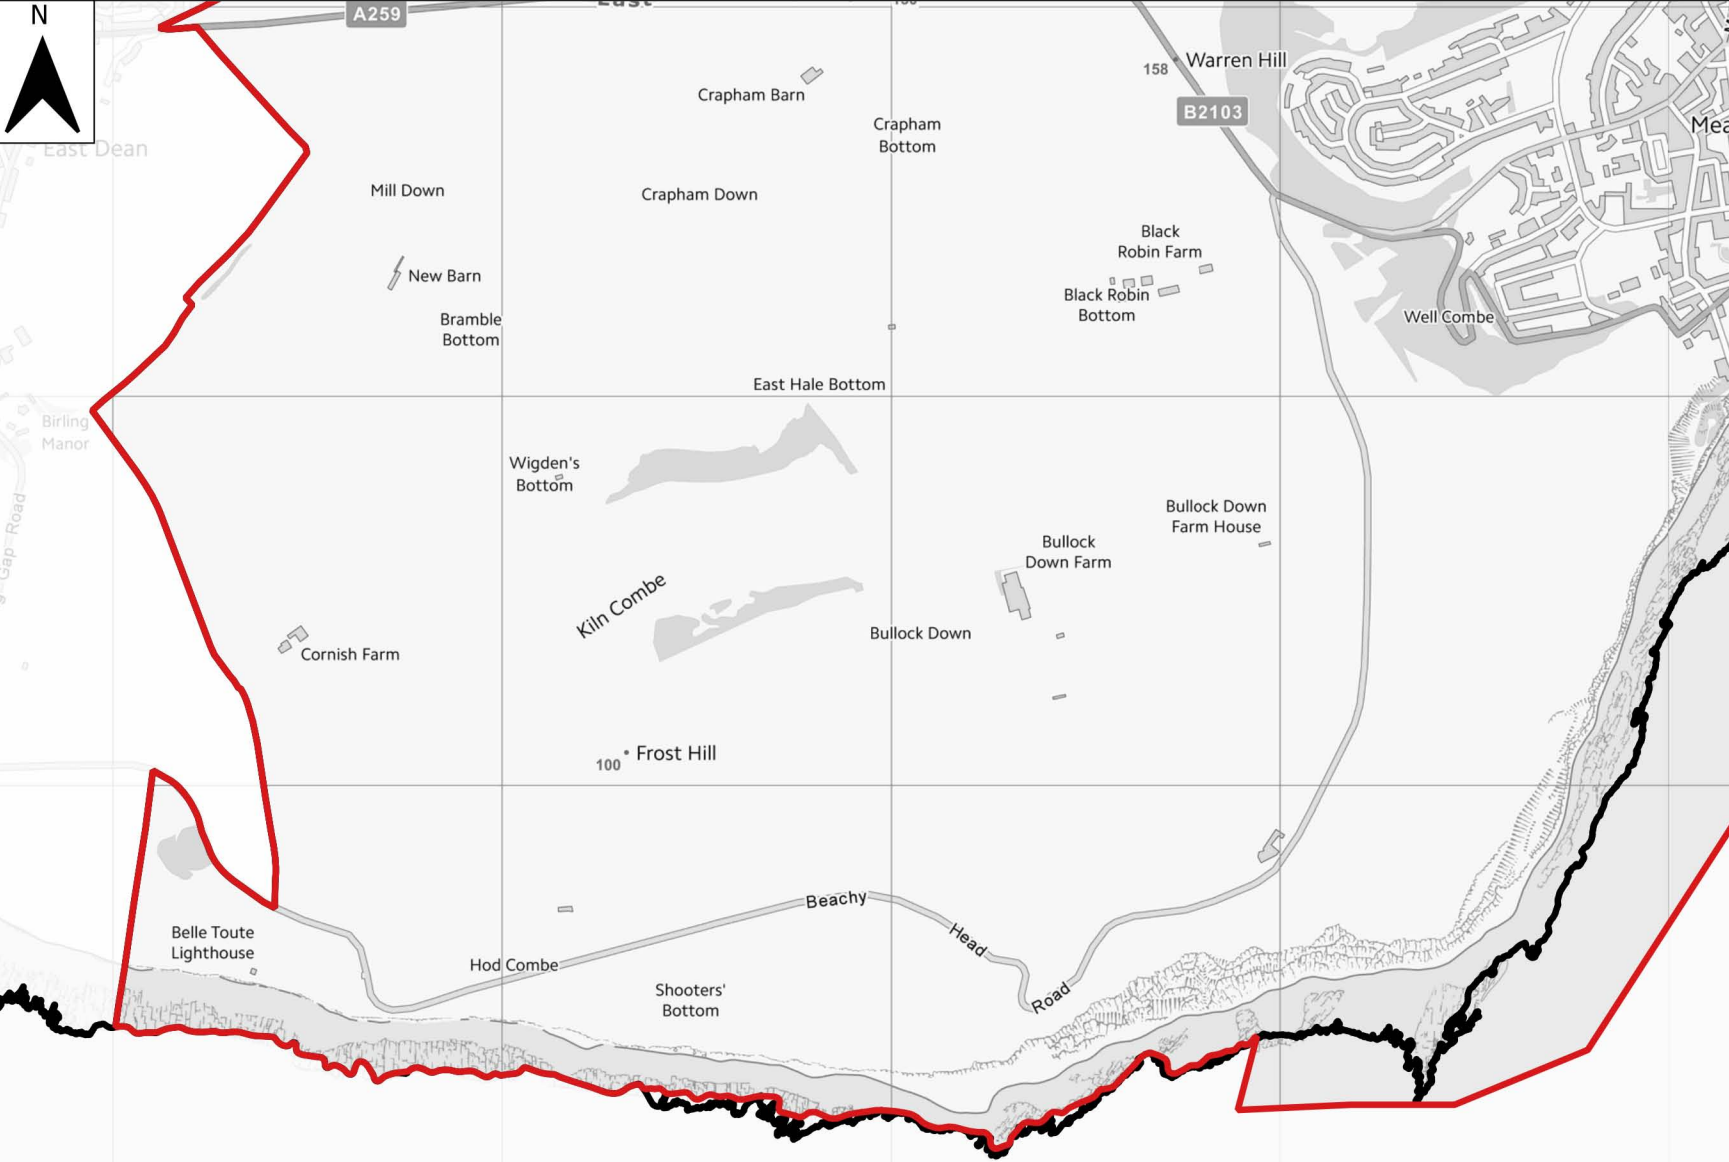 N
A259
East
Warren Hill
158
B2103
Crapham Barn
Crapham
Bottom
East Dean
Mill Down
Crapham Down
Black
Robin Farm
New Barn
Black Robin
Bottom
Bramble
Bottom
Well Combe
East Hale Bottom
Birling
Manor
Wigden's
Bottom
Gap Road
Bullock Down
Farm House
Bullock
Down Farm
Kiln Combe
Bullock Down
Cornish Farm
Frost Hill
100
Beachy
Head
Road
Belle Toute
Lighthouse
Hod Combe
Shooters'
Bottom